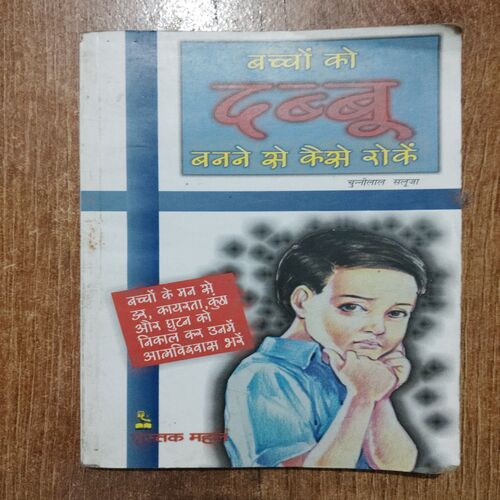 बच्चों को
दब्बू
बनने से कैसे रोकें
चुन्नीलाल सलूजा
बच्चों के मन से
डर, कायरता, कुंठा
और घुटन को
निकाल कर उनमें
आत्मविश्वास भरें
पुस्तक महल